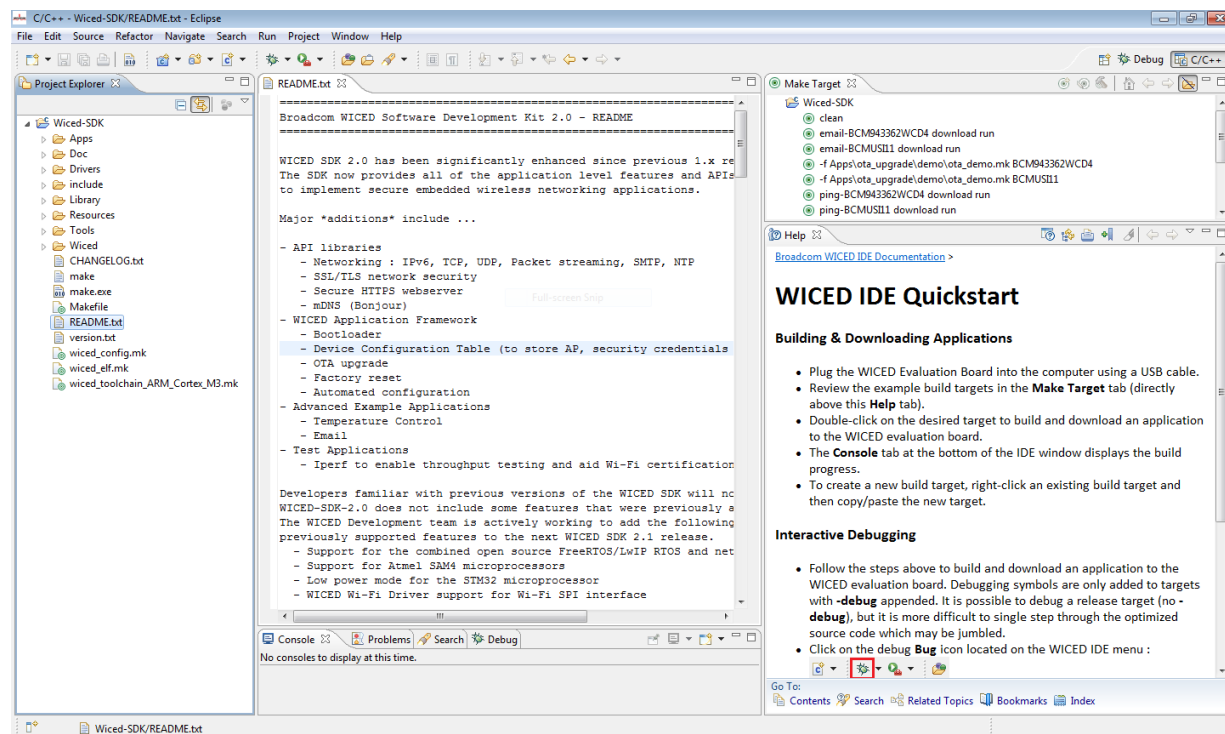 C/C++ - Wiced-SDK/README.txt - Eclipse
File Edit Source Refactor Navigate Search Run Project Window Help
Debug C/C++
Project Explorer
Wiced-SDK
Apps
Doc
Drivers
include
Library
Resources
Tools
Wiced
CHANGELOG.txt
make
make.exe
Makefile
README.txt
version.txt
wiced_config.mk
wiced_elf.mk
wiced_toolchain_ARM_Cortex_M3.mk
README.txt
================================================================
Broadcom WICED Software Development Kit 2.0 - README
================================================================
WICED SDK 2.0 has been significantly enhanced since previous 1.x re
The SDK now provides all of the application level features and APIs
to implement secure embedded wireless networking applications.
Major *additions* include ...
- API libraries
- Networking : IPv6, TCP, UDP, Packet streaming, SMTP, NTP
- SSL/TLS network security
- Secure HTTPS webserver
- mDNS (Bonjour)
Full-screen Snip
- WICED Application Framework
- Bootloader
- Device Configuration Table (to store AP, security credentials
- OTA upgrade
- Factory reset
- Automated configuration
- Advanced Example Applications
- Temperature Control
- Email
- Test Applications
- Iperf to enable throughput testing and aid Wi-Fi certification
Developers familiar with previous versions of the WICED SDK will no
WICED-SDK-2.0 does not include some features that were previously a
The WICED Development team is actively working to add the following
previously supported features to the next WICED SDK 2.1 release.
- Support for the combined open source FreeRTOS/LwIP RTOS and net
- Support for Atmel SAM4 microprocessors
- Low power mode for the STM32 microprocessor
- WICED Wi-Fi Driver support for Wi-Fi SPI interface
Console Problems Search Debug
No consoles to display at this time.
Make Target
Wiced-SDK
clean
email-BCM943362WCD4 download run
email-BCMUSI11 download run
-f Apps\ota_upgrade\demo\ota_demo.mk BCM943362WCD4
-f Apps\ota_upgrade\demo\ota_demo.mk BCMUSI11
ping-BCM943362WCD4 download run
ping-BCMUSI11 download run
Help
Broadcom WICED IDE Documentation >
WICED IDE Quickstart
Building & Downloading Applications
• Plug the WICED Evaluation Board into the computer using a USB cable.
• Review the example build targets in the Make Target tab (directly
above this Help tab).
• Double-click on the desired target to build and download an application
to the WICED evaluation board.
• The Console tab at the bottom of the IDE window displays the build
progress.
• To create a new build target, right-click an existing build target and
then copy/paste the new target.
Interactive Debugging
• Follow the steps above to build and download an application to the
WICED evaluation board. Debugging symbols are only added to targets
with -debug appended. It is possible to debug a release target (no -
debug), but it is more difficult to single step through the optimized
source code which may be jumbled.
• Click on the debug Bug icon located on the WICED IDE menu :
Go To:
Contents Search Related Topics Bookmarks Index
Wiced-SDK/README.txt